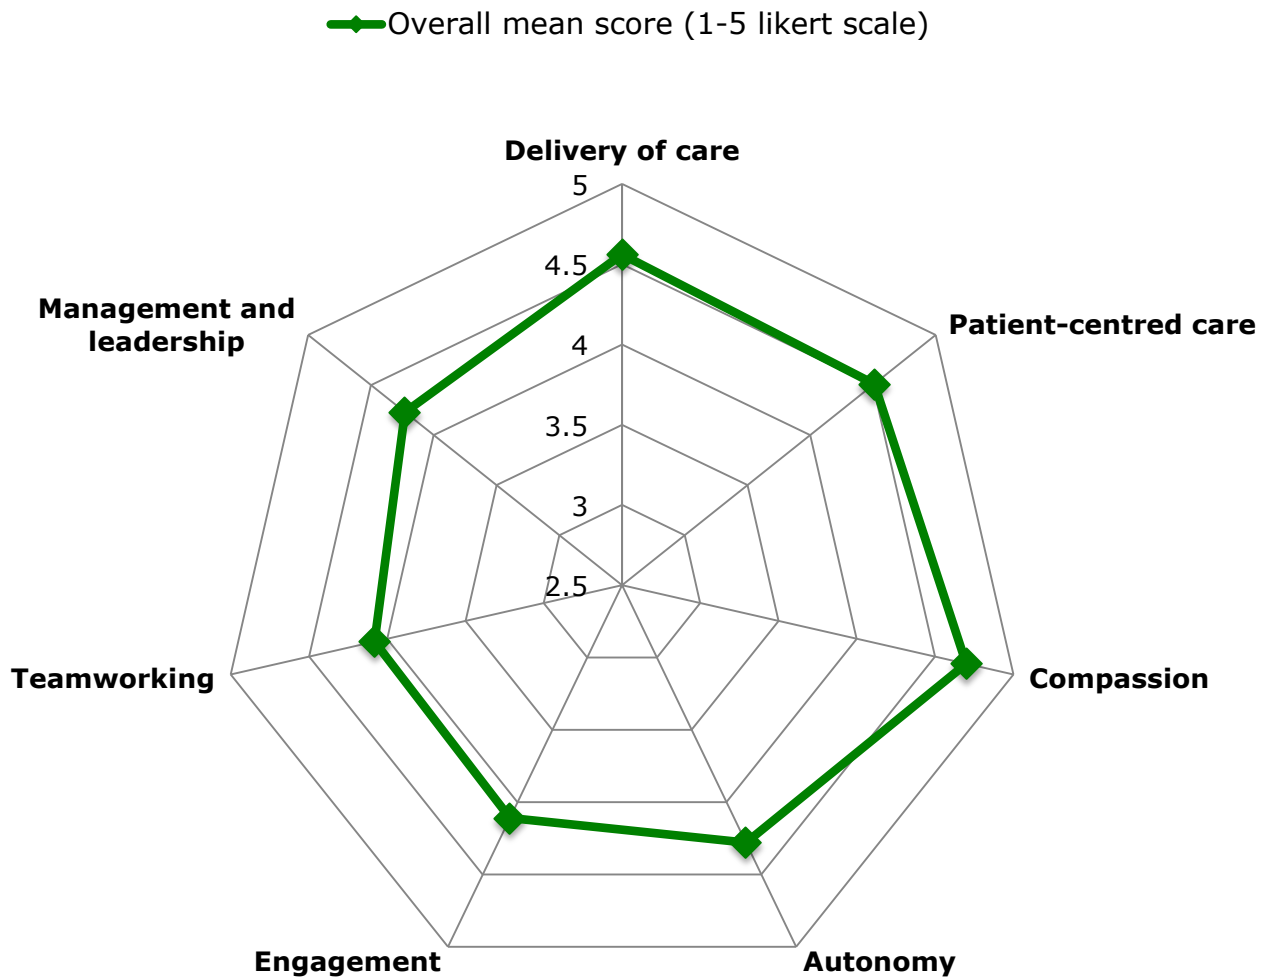 Overall mean score (1-5 likert scale)
Delivery of care
5
4.5
Management and
leadership
Patient-centred care
4
3.5
3
2.5
Teamworking
Compassion
Engagement
Autonomy